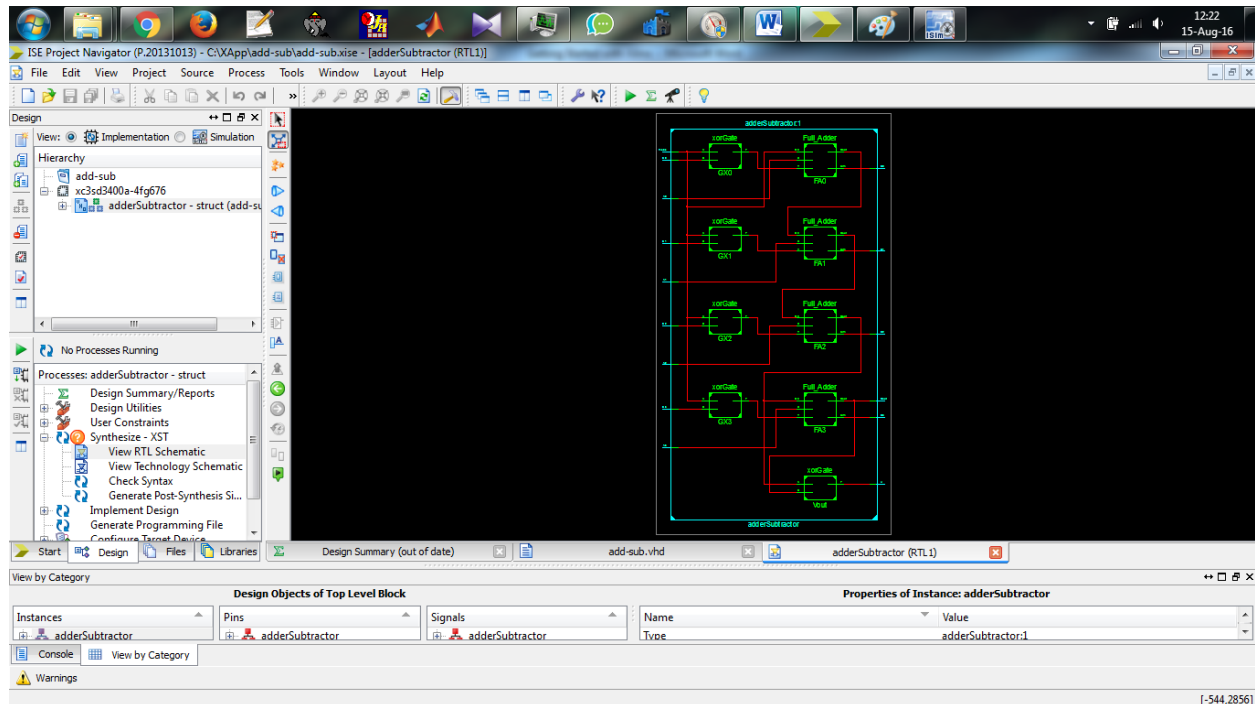 12:22
15-Aug-16
ISE Project Navigator (P.20131013) - C:\XApp\add-sub\add-sub.xise - [adderSubtractor (RTL1)]
File Edit View Project Source Process Tools Window Layout Help
Design
View: Implementation Simulation
Hierarchy
add-sub
xc3sd3400a-4fg676
adderSubtractor - struct (add-su
No Processes Running
Processes: adderSubtractor - struct
Design Summary/Reports
Design Utilities
User Constraints
Synthesize - XST
View RTL Schematic
View Technology Schematic
Check Syntax
Generate Post-Synthesis Si...
Implement Design
Generate Programming File
Configure Target Device
adderSubtractor:1
xorGate Full_Adder
GX0 FA0
xorGate Full_Adder
GX1 FA1
xorGate Full_Adder
GX2 FA2
xorGate Full_Adder
GX3 FA3
xorGate
Vout
adderSubtractor
Start Design Files Libraries Design Summary (out of date) add-sub.vhd adderSubtractor (RTL1)
View by Category
Design Objects of Top Level Block Properties of Instance: adderSubtractor
Instances Pins Signals Name Value
adderSubtractor adderSubtractor adderSubtractor Type adderSubtractor:1
Console View by Category
Warnings
[-544,2856]